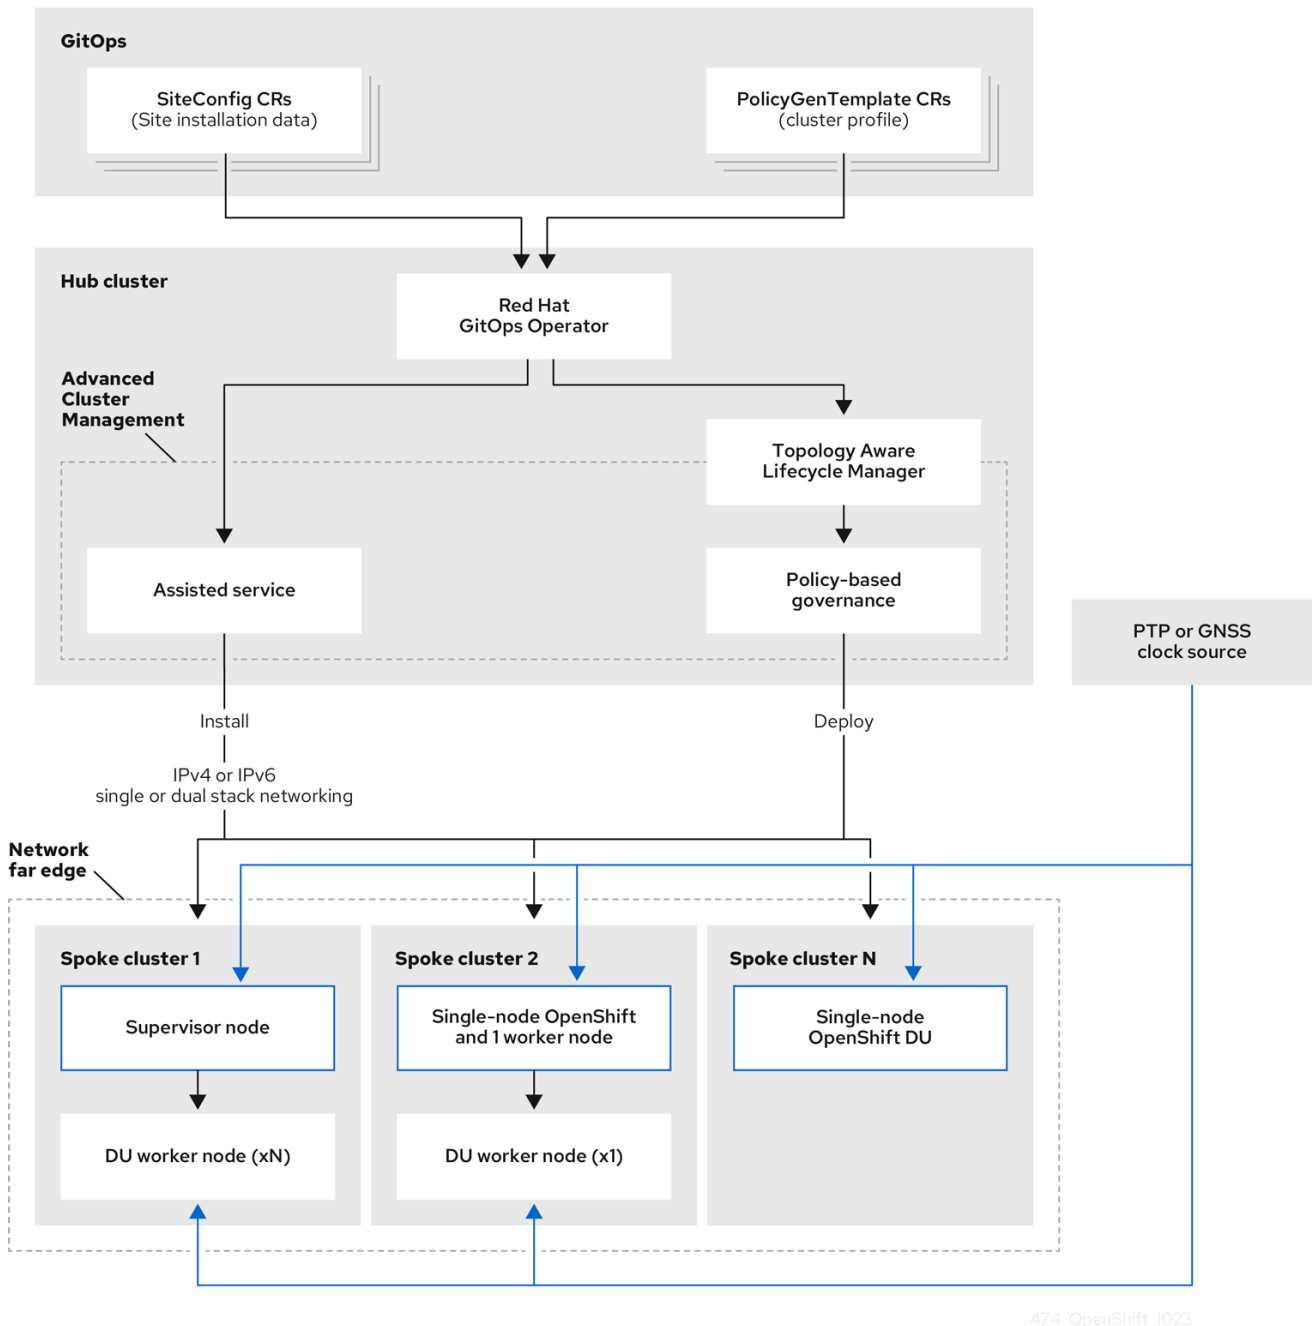 GitOps
SiteConfig CRs
(Site installation data)
PolicyGenTemplate CRs
(cluster profile)
Hub cluster
Red Hat
GitOps Operator
Advanced
Cluster
Management
Topology Aware
Lifecycle Manager
Assisted service
Policy-based
governance
PTP or GNSS
clock source
Install
Deploy
IPv4 or IPv6
single or dual stack networking
Network
far edge
Spoke cluster 1
Spoke cluster 2
Spoke cluster N
Supervisor node
Single-node OpenShift
and 1 worker node
Single-node
OpenShift DU
DU worker node (xN)
DU worker node (x1)
474_OpenShift_1023